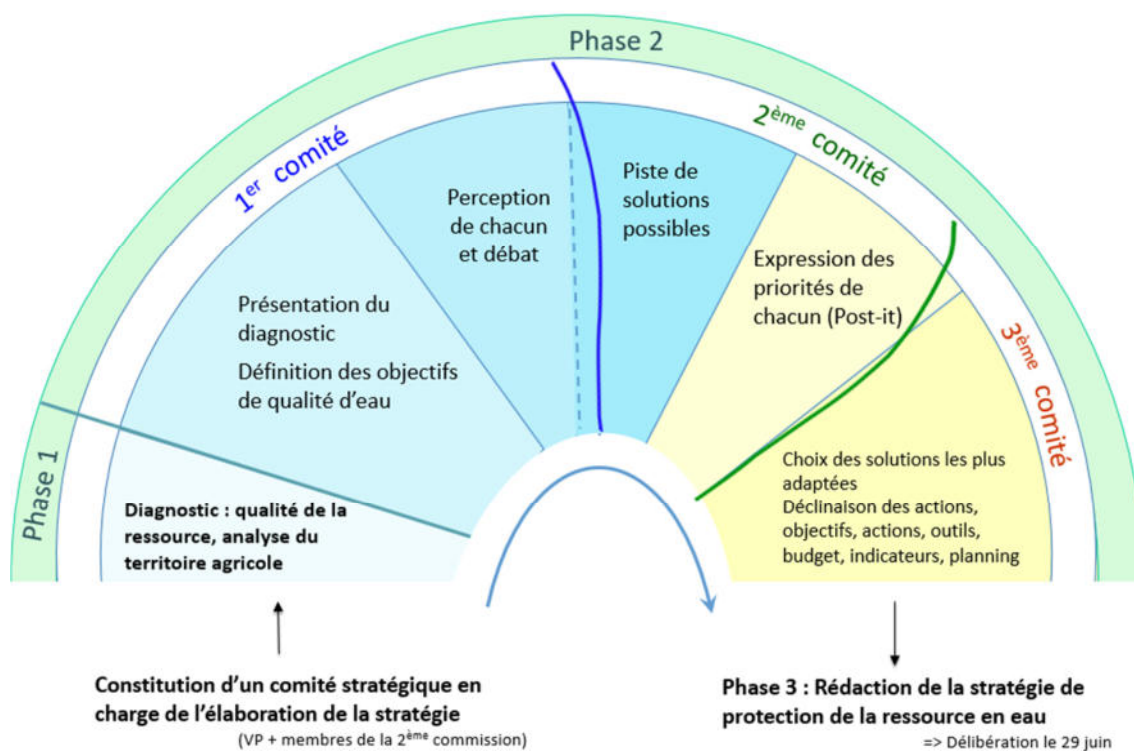 Phase 2
1er comité
2ème comité
3ème comité
Phase 1
Perception
de chacun
et débat
Piste de
solutions
possibles
Présentation du
diagnostic
Définition des objectifs
de qualité d'eau
Expression des
priorités de
chacun (Post-it)
Diagnostic : qualité de la
ressource, analyse du
territoire agricole
Choix des solutions les plus
adaptées
Déclinaison des actions,
objectifs, actions, outils,
budget, indicateurs, planning
Constitution d'un comité stratégique en
charge de l'élaboration de la stratégie
(VP + membres de la 2ème commission)
Phase 3 : Rédaction de la stratégie de
protection de la ressource en eau
=> Délibération le 29 juin